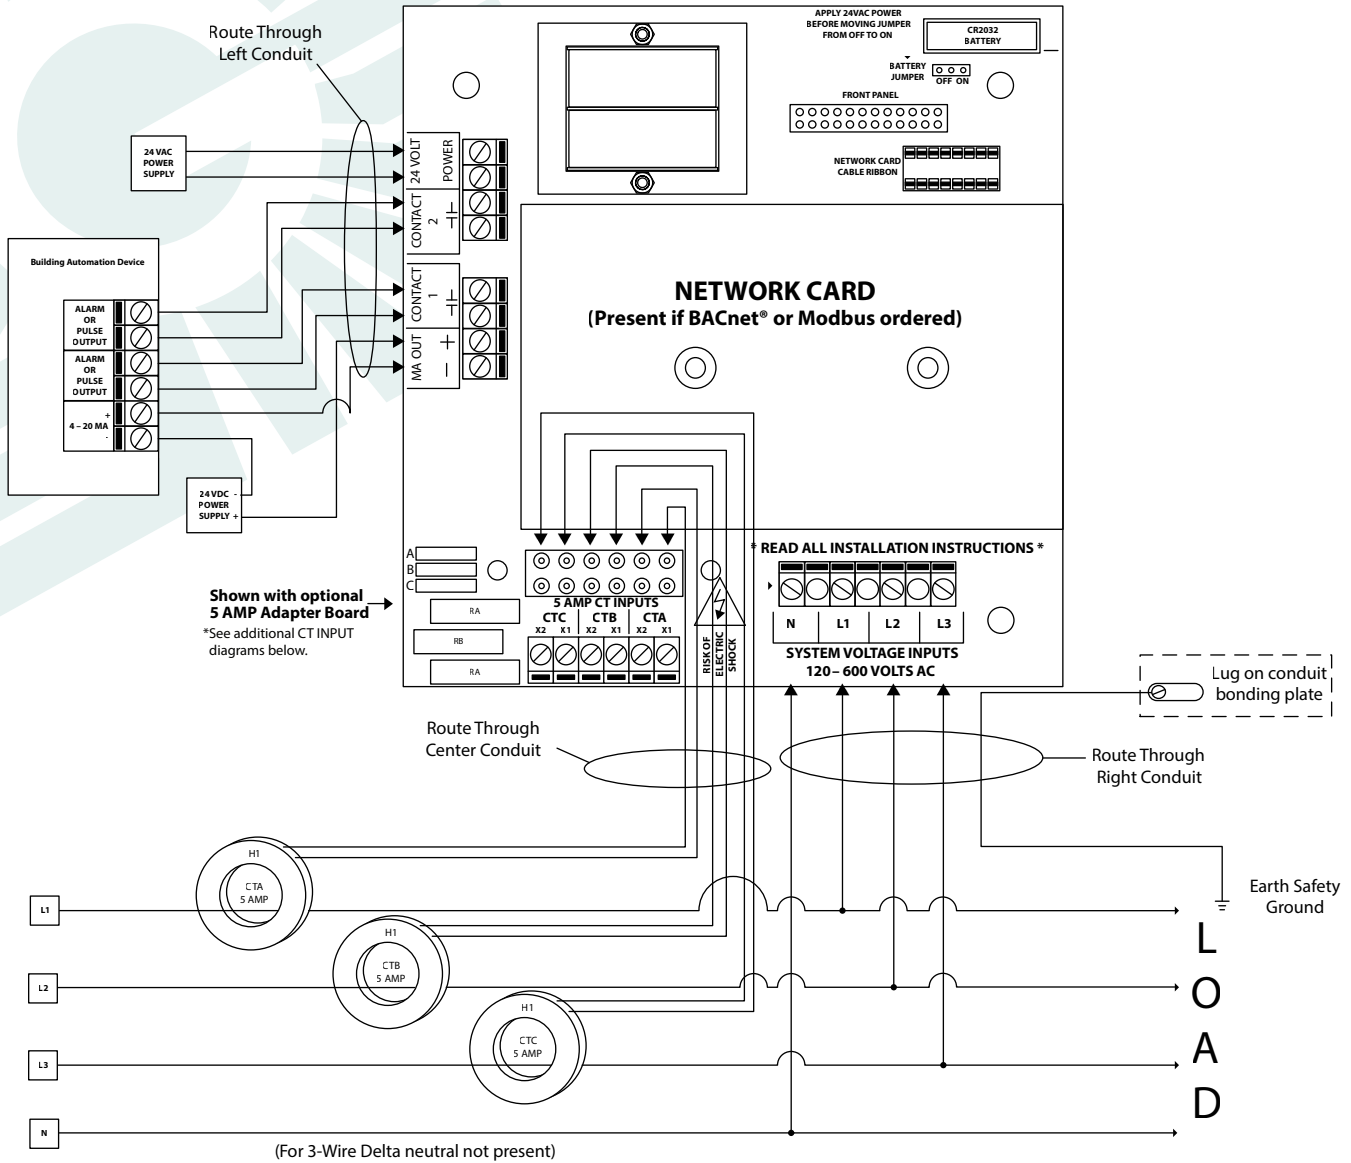 Route Through
Left Conduit
APPLY 24VAC POWER
BEFORE MOVING JUMPER
FROM OFF TO ON
CR2032
BATTERY
BATTERY
JUMPER
OFF ON
FRONT PANEL
NETWORK CARD
CABLE RIBBON
24 VAC
POWER
SUPPLY
24 VOLT
POWER
CONTACT
2
CONTACT
1
MA OUT
+
–
Building Automation Device
ALARM
OR
PULSE
OUTPUT
ALARM
OR
PULSE
OUTPUT
+
4 – 20 MA
-
24 VDC -
POWER
SUPPLY +
NETWORK CARD
(Present if BACnet® or Modbus ordered)
A
B
C
Shown with optional
5 AMP Adapter Board
*See additional CT INPUT
diagrams below.
RA
RB
RA
5 AMP CT INPUTS
CTC CTB CTA
X2 X1 X2 X1 X2 X1
RISK OF
ELECTRIC
SHOCK
* READ ALL INSTALLATION INSTRUCTIONS *
N L1 L2 L3
SYSTEM VOLTAGE INPUTS
120 – 600 VOLTS AC
Lug on conduit
bonding plate
Route Through
Center Conduit
Route Through
Right Conduit
H1
CTA
5 AMP
L1
H1
CTB
5 AMP
L2
H1
CTC
5 AMP
L3
N
Earth Safety
Ground
L
O
A
D
(For 3-Wire Delta neutral not present)